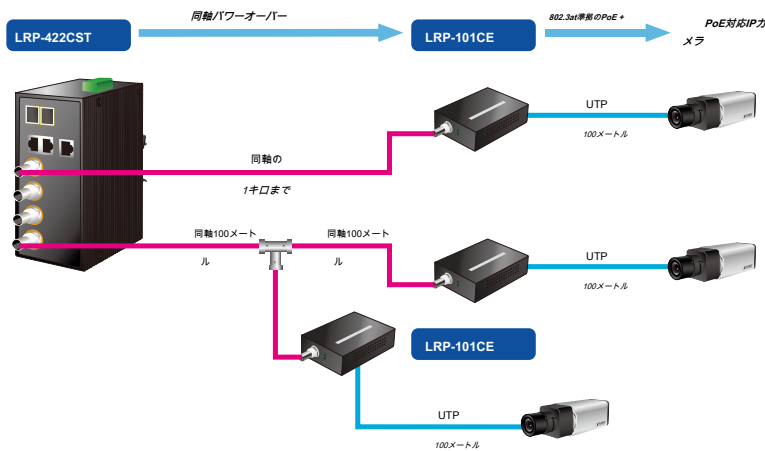 同軸パワーオーバー
802.3at準拠のPoE +
PoE対応IPカ
メラ
LRP-422CST
LRP-101CE
UTP
100メートル
同軸の
1キロまで
同軸100メート
ル
同軸100メート
ル
UTP
100メートル
LRP-101CE
UTP
100メートル